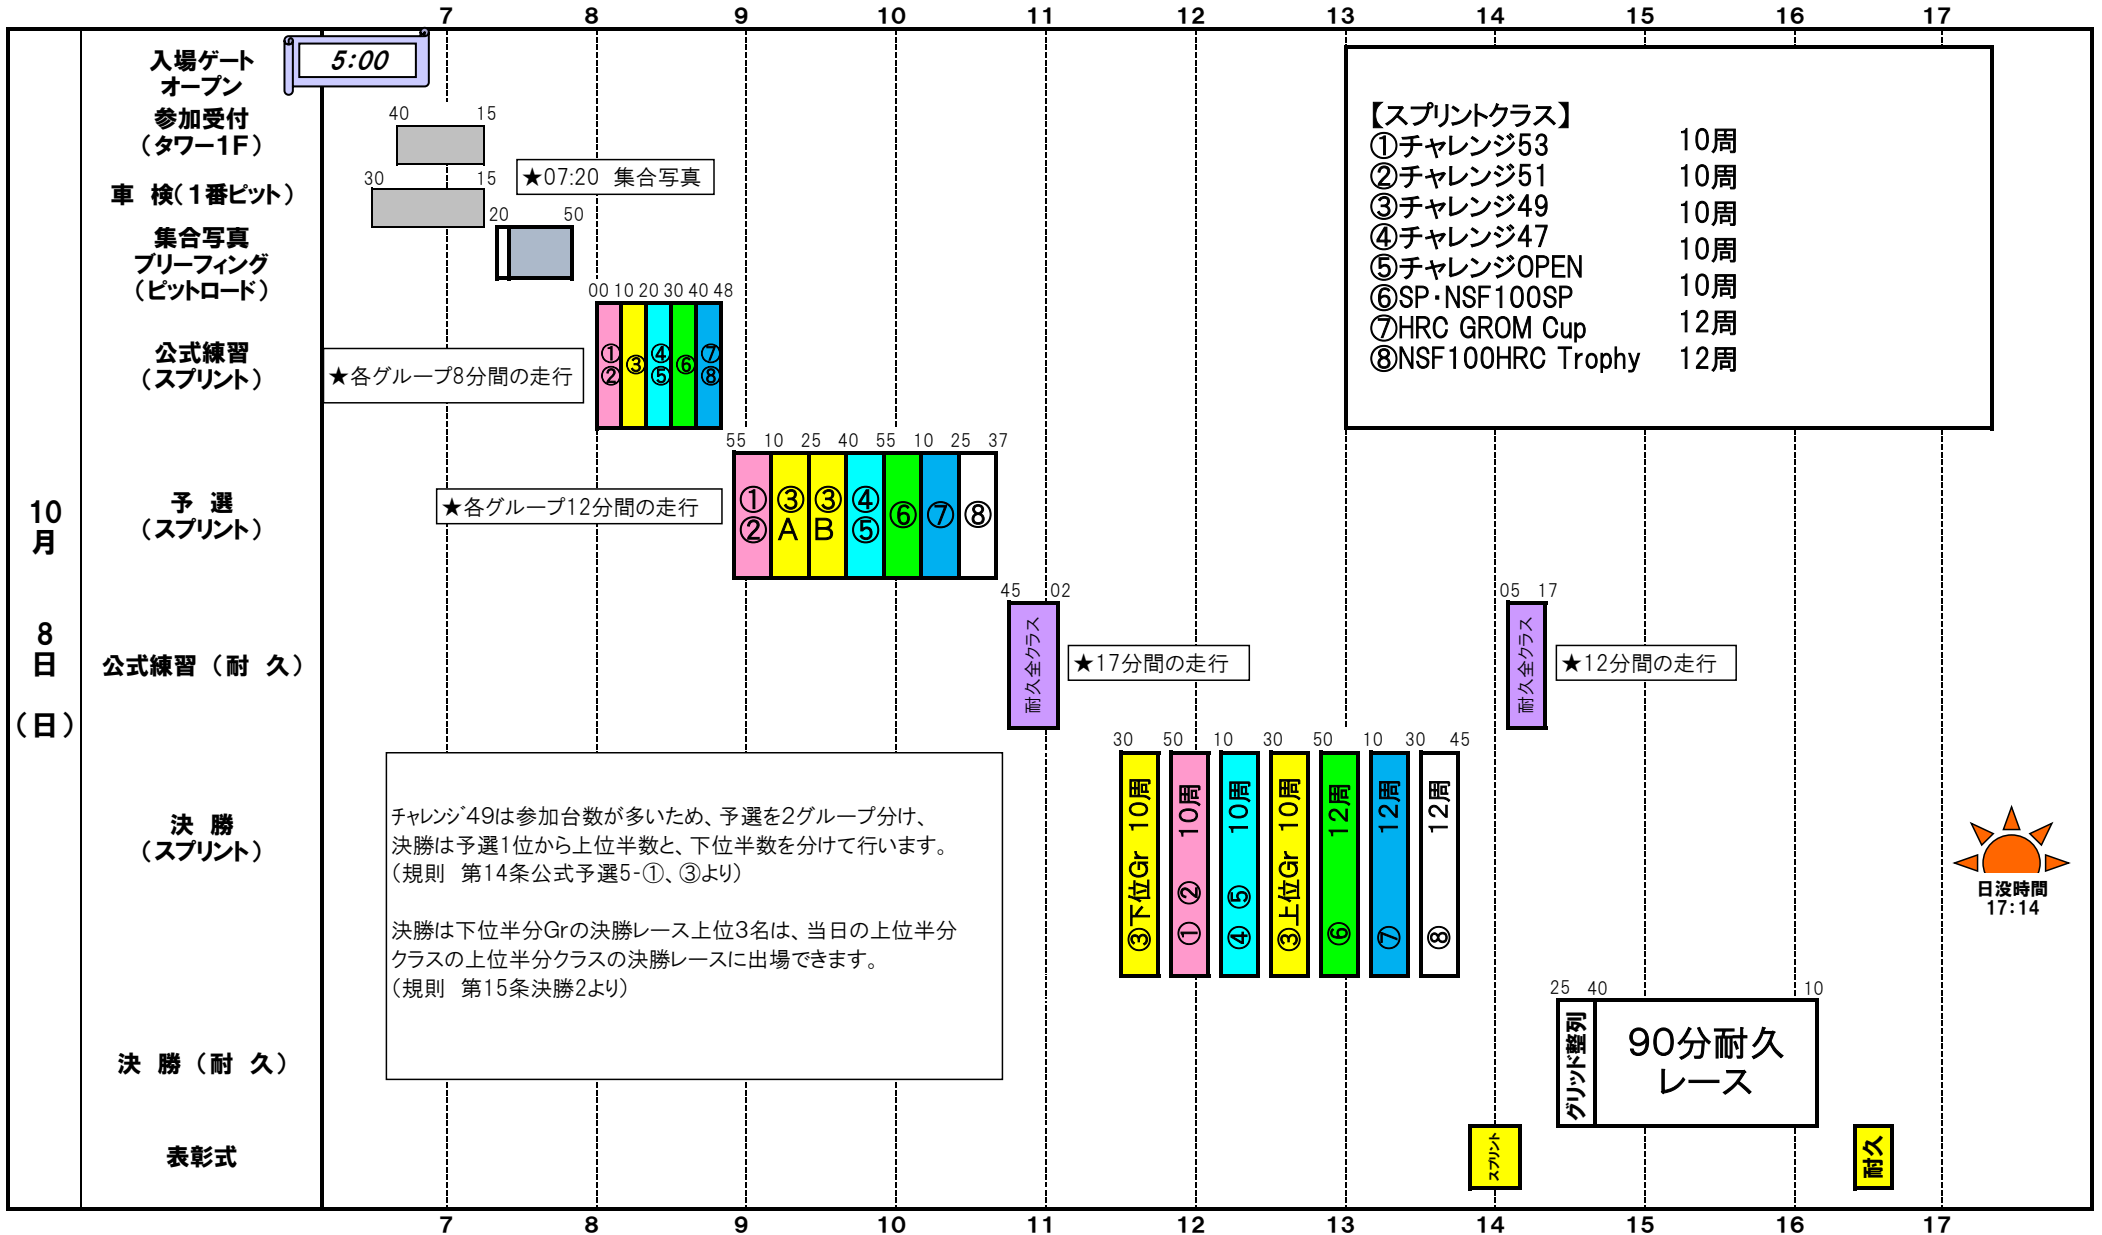 7 8 9 10 11 12 13 14 15 16 17
入場ゲート
オープン
5:00
参加受付
(タワー1F)
40 15
車 検(1番ピット)
30 15
★07:20 集合写真
集合写真
ブリーフィング
(ピットロード)
20 50
公式練習
(スプリント)
★各グループ8分間の走行
00 10 20 30 40 48
①
②
③
④
⑤
⑥
⑦
⑧
【スプリントクラス】
①チャレンジ53 10周
②チャレンジ51 10周
③チャレンジ49 10周
④チャレンジ47 10周
⑤チャレンジOPEN 10周
⑥SP・NSF100SP 12周
⑦HRC GROM Cup 12周
⑧NSF100HRC Trophy
10月
8日
(日)
予 選
(スプリント)
★各グループ12分間の走行
55 10 25 40 55 10 25 37
①
②
③
A
③
B
④
⑤
⑥
⑦
⑧
公式練習(耐 久)
45 02
耐久全クラス
★17分間の走行
05 17
耐久全クラス
★12分間の走行
決 勝
(スプリント)
30 50 10 30 50 10 30 45
③下位Gr 10周
① ② 10周
④ ⑤ 10周
③上位Gr 10周
⑥ 12周
⑦ 12周
⑧ 12周
チャレンジ49は参加台数が多いため、予選を2グループ分け、
決勝は予選1位から上位半数と、下位半数を分けて行います。
(規則 第14条公式予選5-①、③より)
決勝は下位半分Grの決勝レース上位3名は、当日の上位半分
クラスの上位半分クラスの決勝レースに出場できます。
(規則 第15条決勝2より)
日没時間
17:14
決 勝(耐 久)
25 40 10
グリッド整列
90分耐久
レース
表彰式
スプリント
耐久
7 8 9 10 11 12 13 14 15 16 17